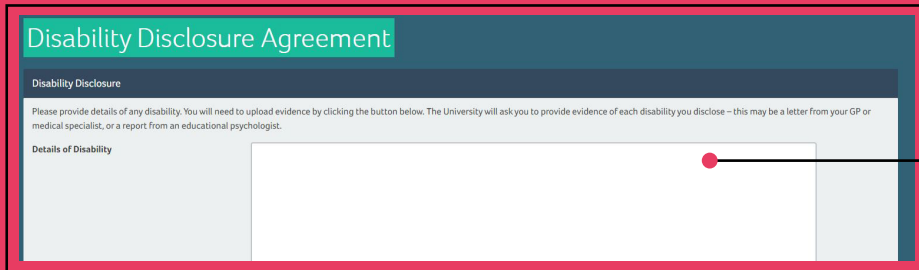 Disability Disclosure Agreement
Disability Disclosure
Please provide details of any disability. You will need to upload evidence by clicking the button below. The University will ask you to provide evidence of each disability you disclose – this may be a letter from your GP or
medical specialist, or a report from an educational psychologist.
Details of Disability